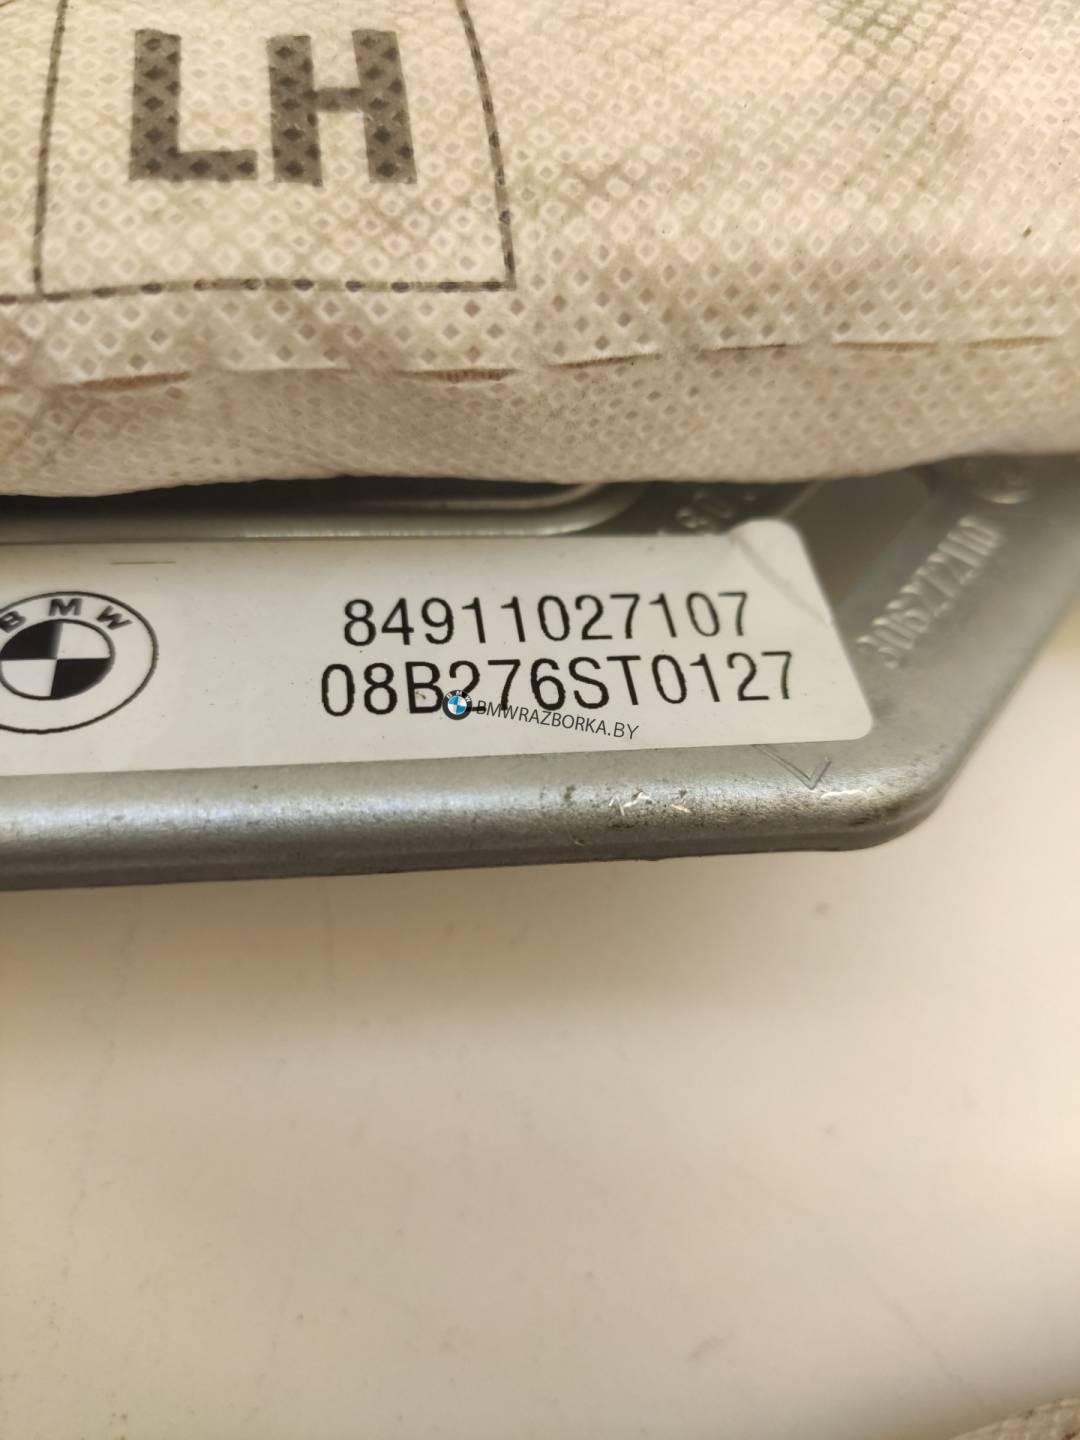 LH
BMW
84911027107
08B276ST0127
BMWRAZBORKA.BY